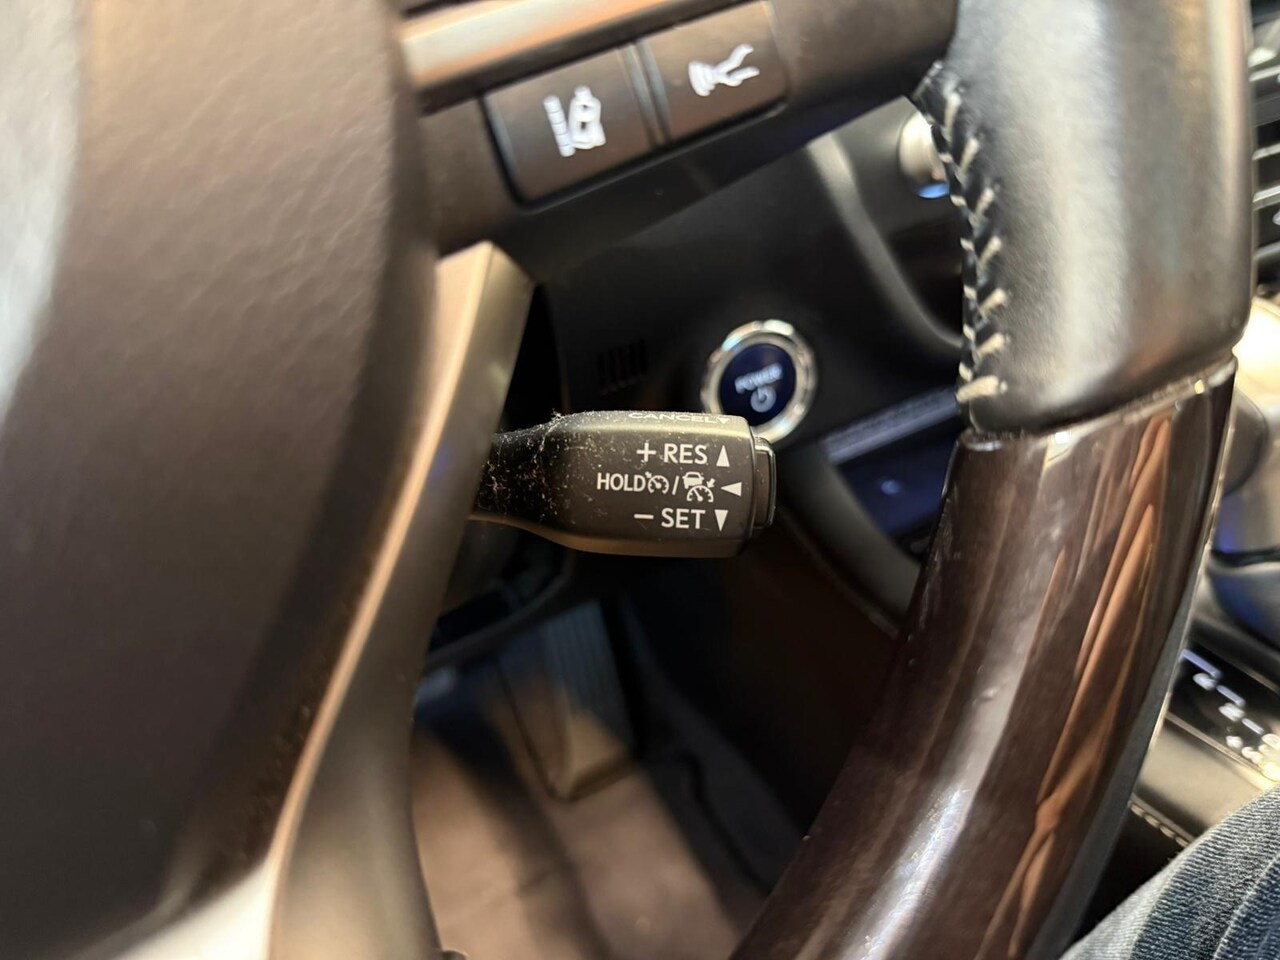 POWER
CANCEL▼
+ RES ▲
HOLD / ◀
− SET ▼